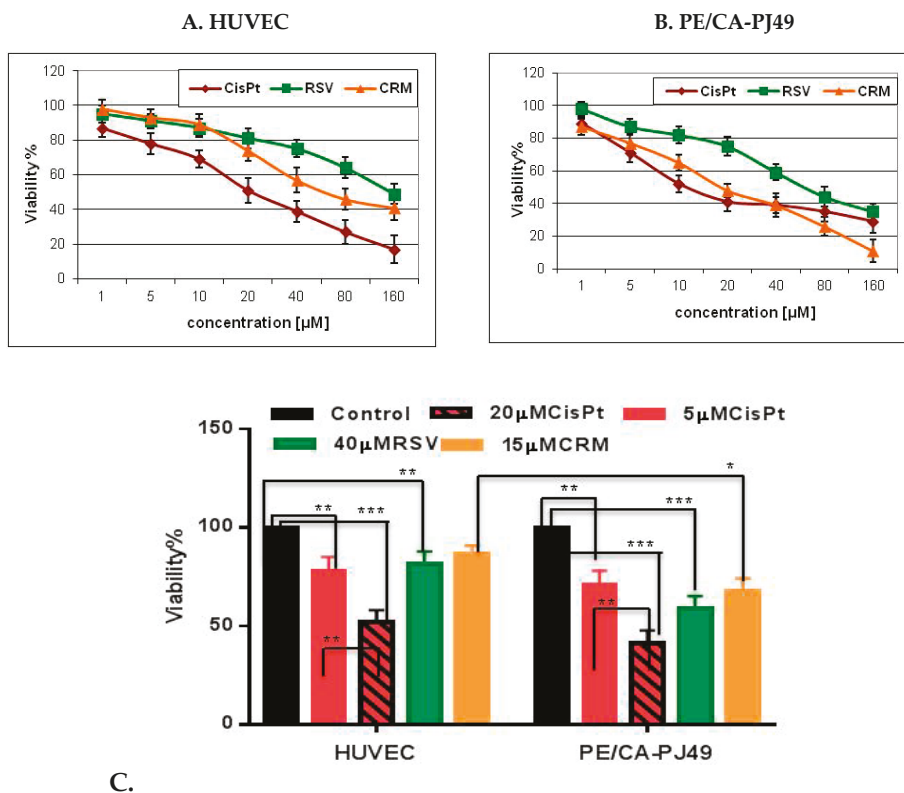 A. HUVEC
B. PE/CA-PJ49
120
100
80
60
40
20
0
Viability%
CisPt RSV CRM
1 5 10 20 40 80 160
concentration [µM]
120
100
80
60
40
20
0
Viability%
CisPt RSV CRM
1 5 10 20 40 80 160
concentration [µM]
Control 20µMCisPt 5µMCisPt
40µMRSV 15µMCRM
150
100
50
0
Viability%
**
**
***
**
*
**
***
***
**
HUVEC PE/CA-PJ49
C.